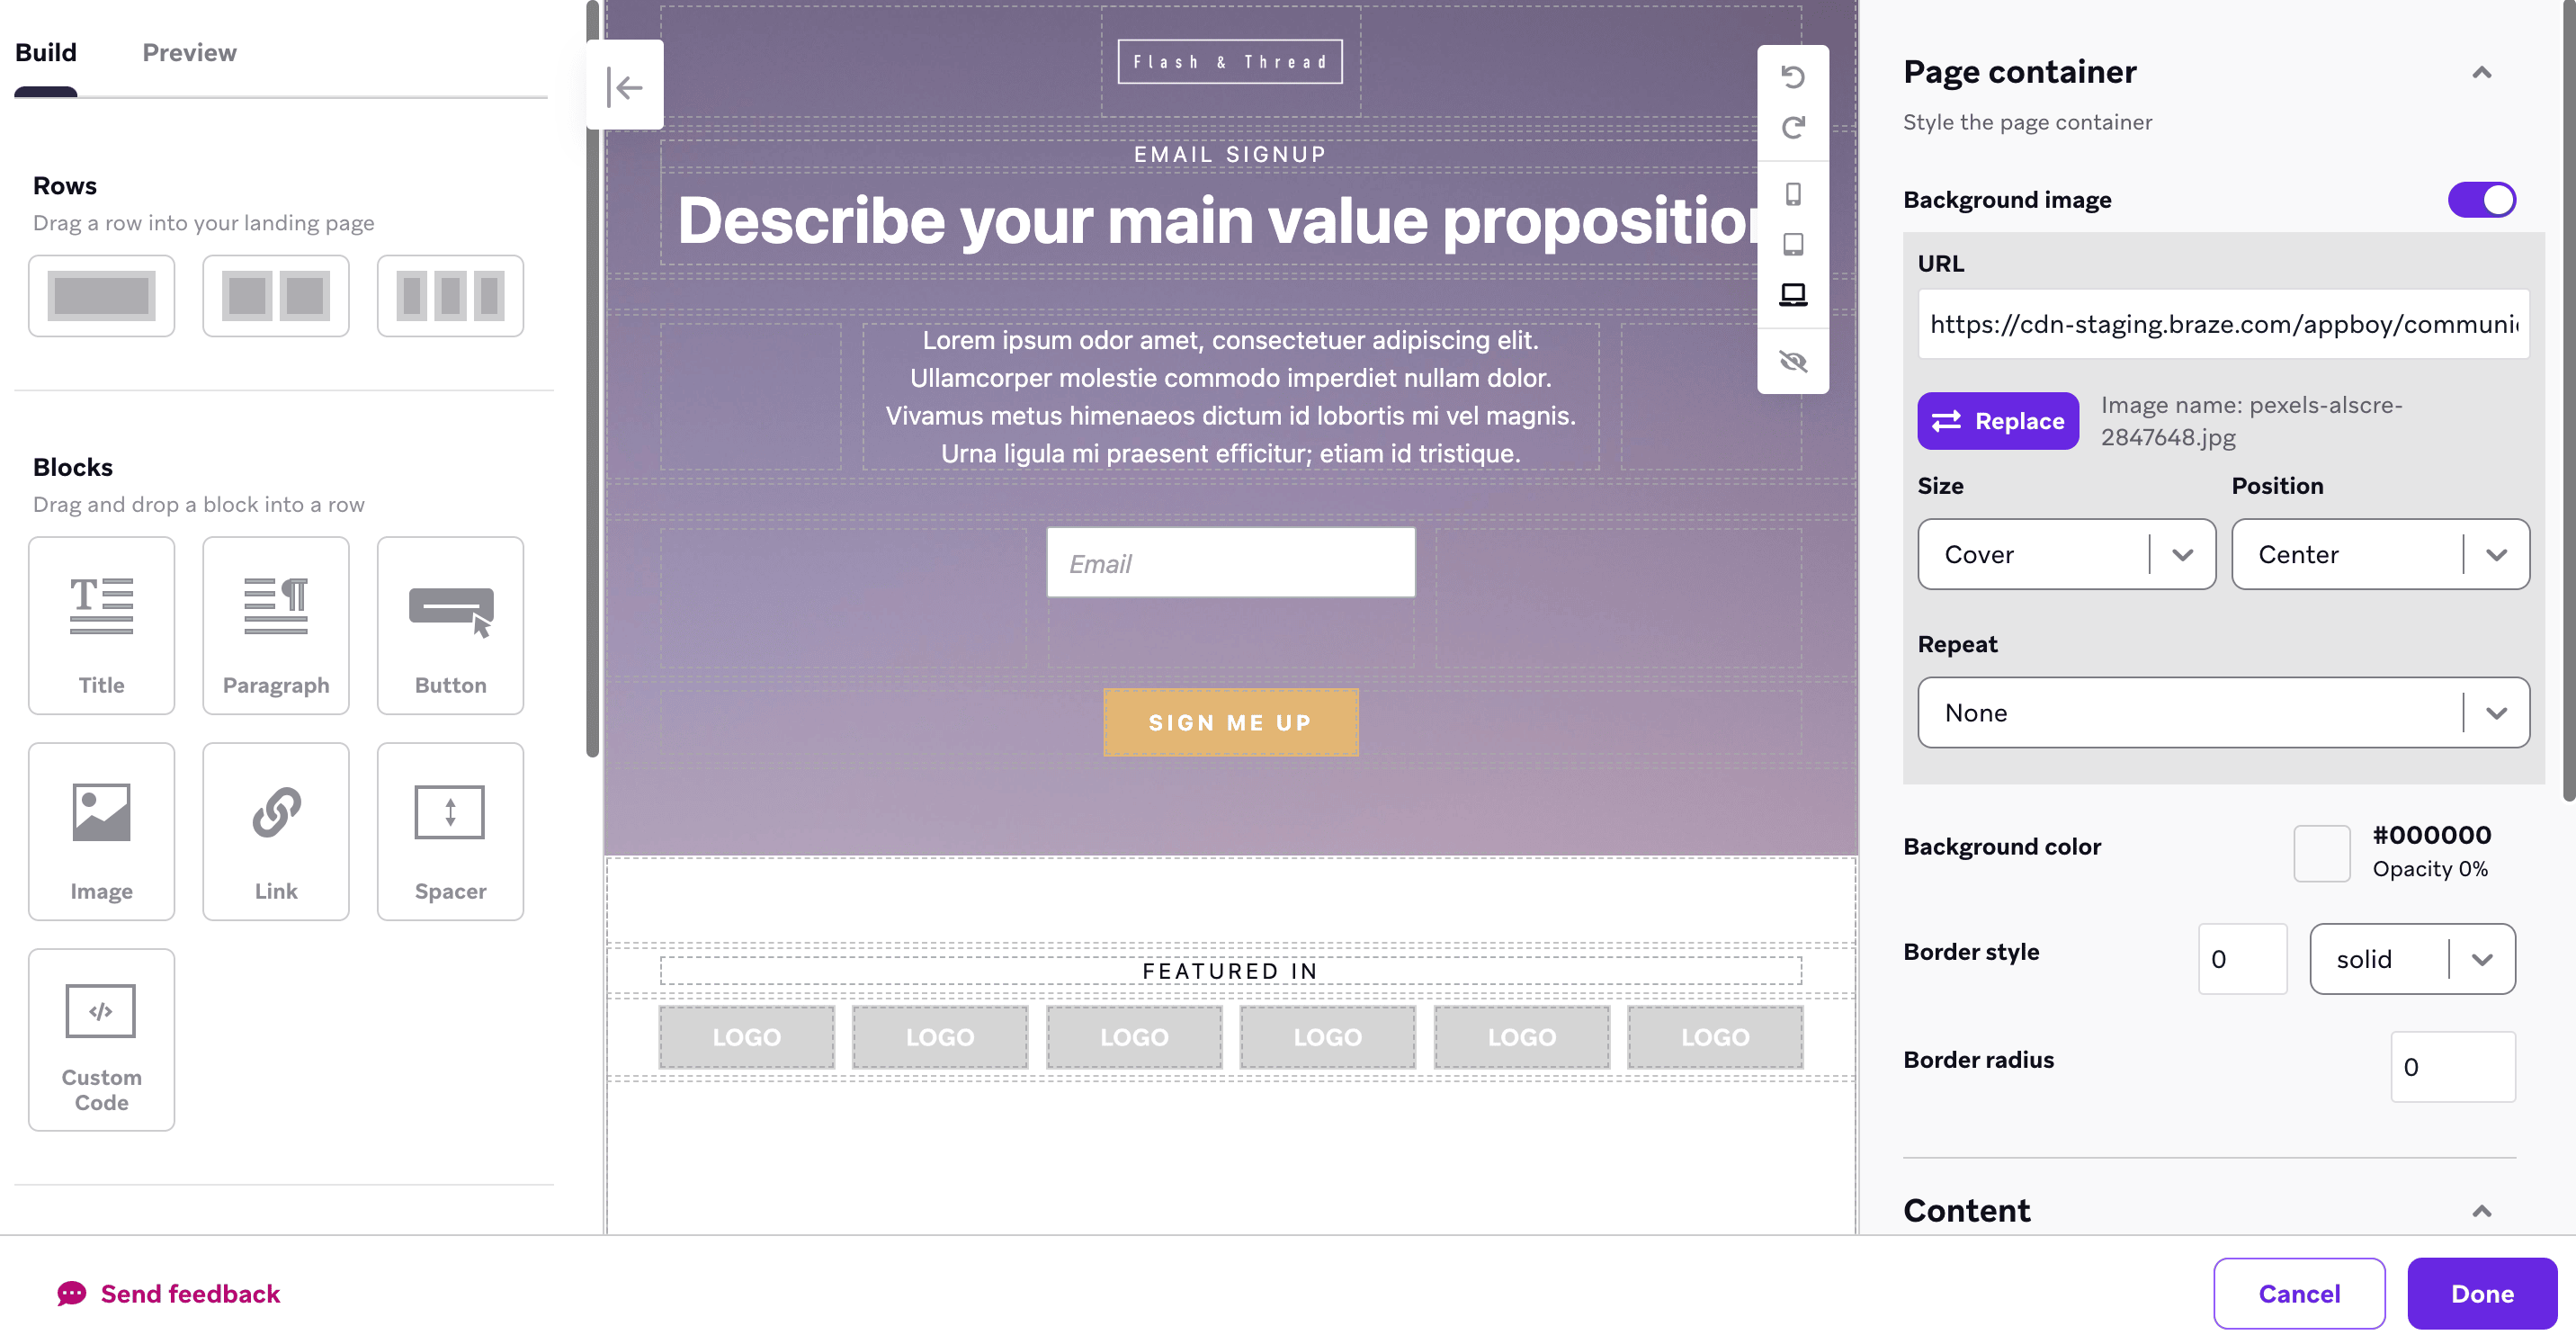 Build
Preview
Rows
Drag a row into your landing page
Blocks
Drag and drop a block into a row
Title
Paragraph
Button
Image
Link
Spacer
Custom
Code
Send feedback
Flash & Thread
EMAIL SIGNUP
Describe your main value proposition
Lorem ipsum odor amet, consectetuer adipiscing elit.
Ullamcorper molestie commodo imperdiet nullam dolor.
Vivamus metus himenaeos dictum id lobortis mi vel magnis.
Urna ligula mi praesent efficitur; etiam id tristique.
Email
SIGN ME UP
FEATURED IN
LOGO LOGO LOGO LOGO LOGO LOGO
Page container
Style the page container
Background image
URL
https://cdn-staging.braze.com/appboy/communi
Replace
Image name: pexels-alscre-
2847648.jpg
Size
Position
Cover
Center
Repeat
None
Background color
#000000
Opacity 0%
Border style
0
solid
Border radius
0
Content
Cancel
Done